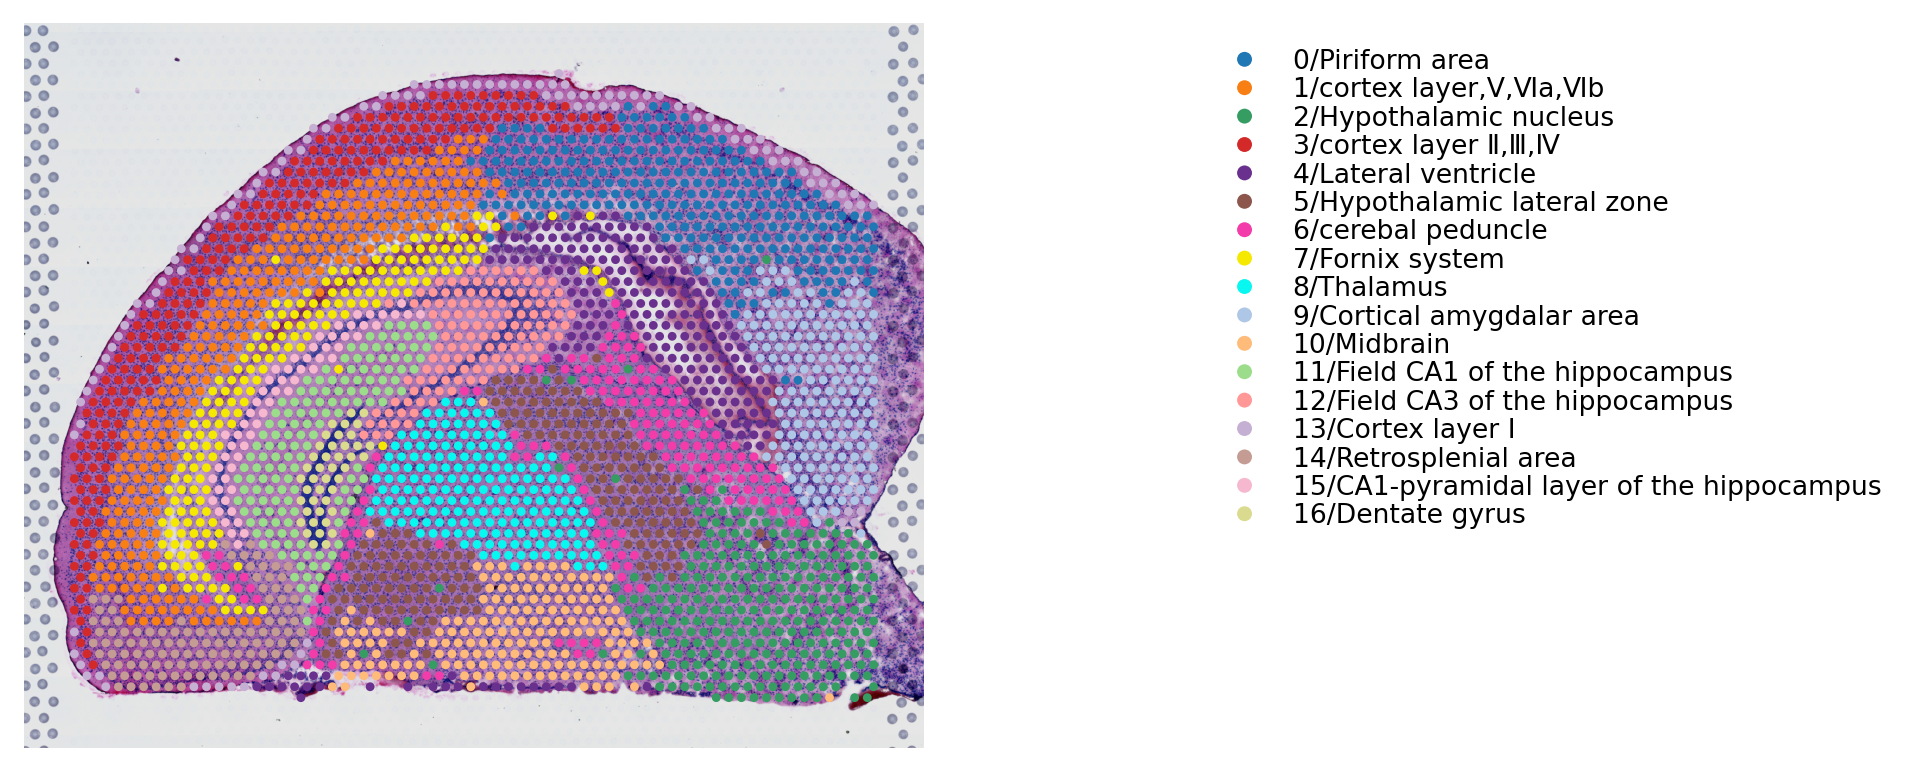 0/Piriform area
1/cortex layer,Ⅴ,Ⅵa,Ⅵb
2/Hypothalamic nucleus
3/cortex layer Ⅱ,Ⅲ,Ⅳ
4/Lateral ventricle
5/Hypothalamic lateral zone
6/cerebal peduncle
7/Fornix system
8/Thalamus
9/Cortical amygdalar area
10/Midbrain
11/Field CA1 of the hippocampus
12/Field CA3 of the hippocampus
13/Cortex layer Ⅰ
14/Retrosplenial area
15/CA1-pyramidal layer of the hippocampus
16/Dentate gyrus